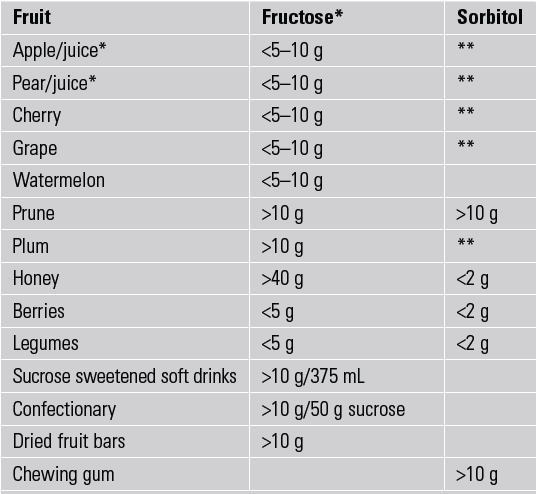 Fruit Fructose* Sorbitol
Apple/juice* <5–10 g **
Pear/juice* <5–10 g **
Cherry <5–10 g **
Grape <5–10 g **
Watermelon <5–10 g
Prune >10 g >10 g
Plum >10 g **
Honey >40 g <2 g
Berries <5 g <2 g
Legumes <5 g <2 g
Sucrose sweetened soft drinks >10 g/375 mL
Confectionary >10 g/50 g sucrose
Dried fruit bars >10 g
Chewing gum >10 g